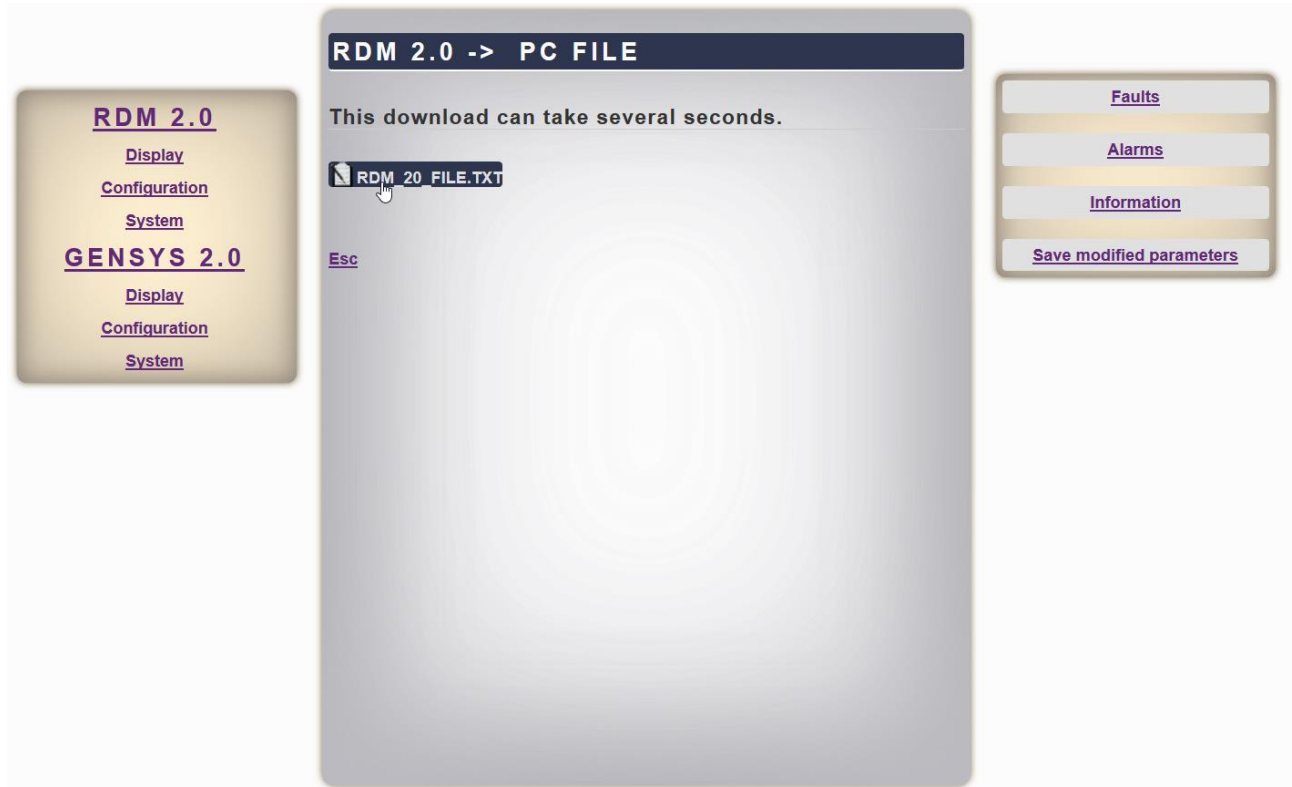 RDM 2.0
Display
Configuration
System
GENSYS 2.0
Display
Configuration
System
RDM 2.0 -> PC FILE
This download can take several seconds.
RDM_20_FILE.TXT
Esc
Faults
Alarms
Information
Save modified parameters